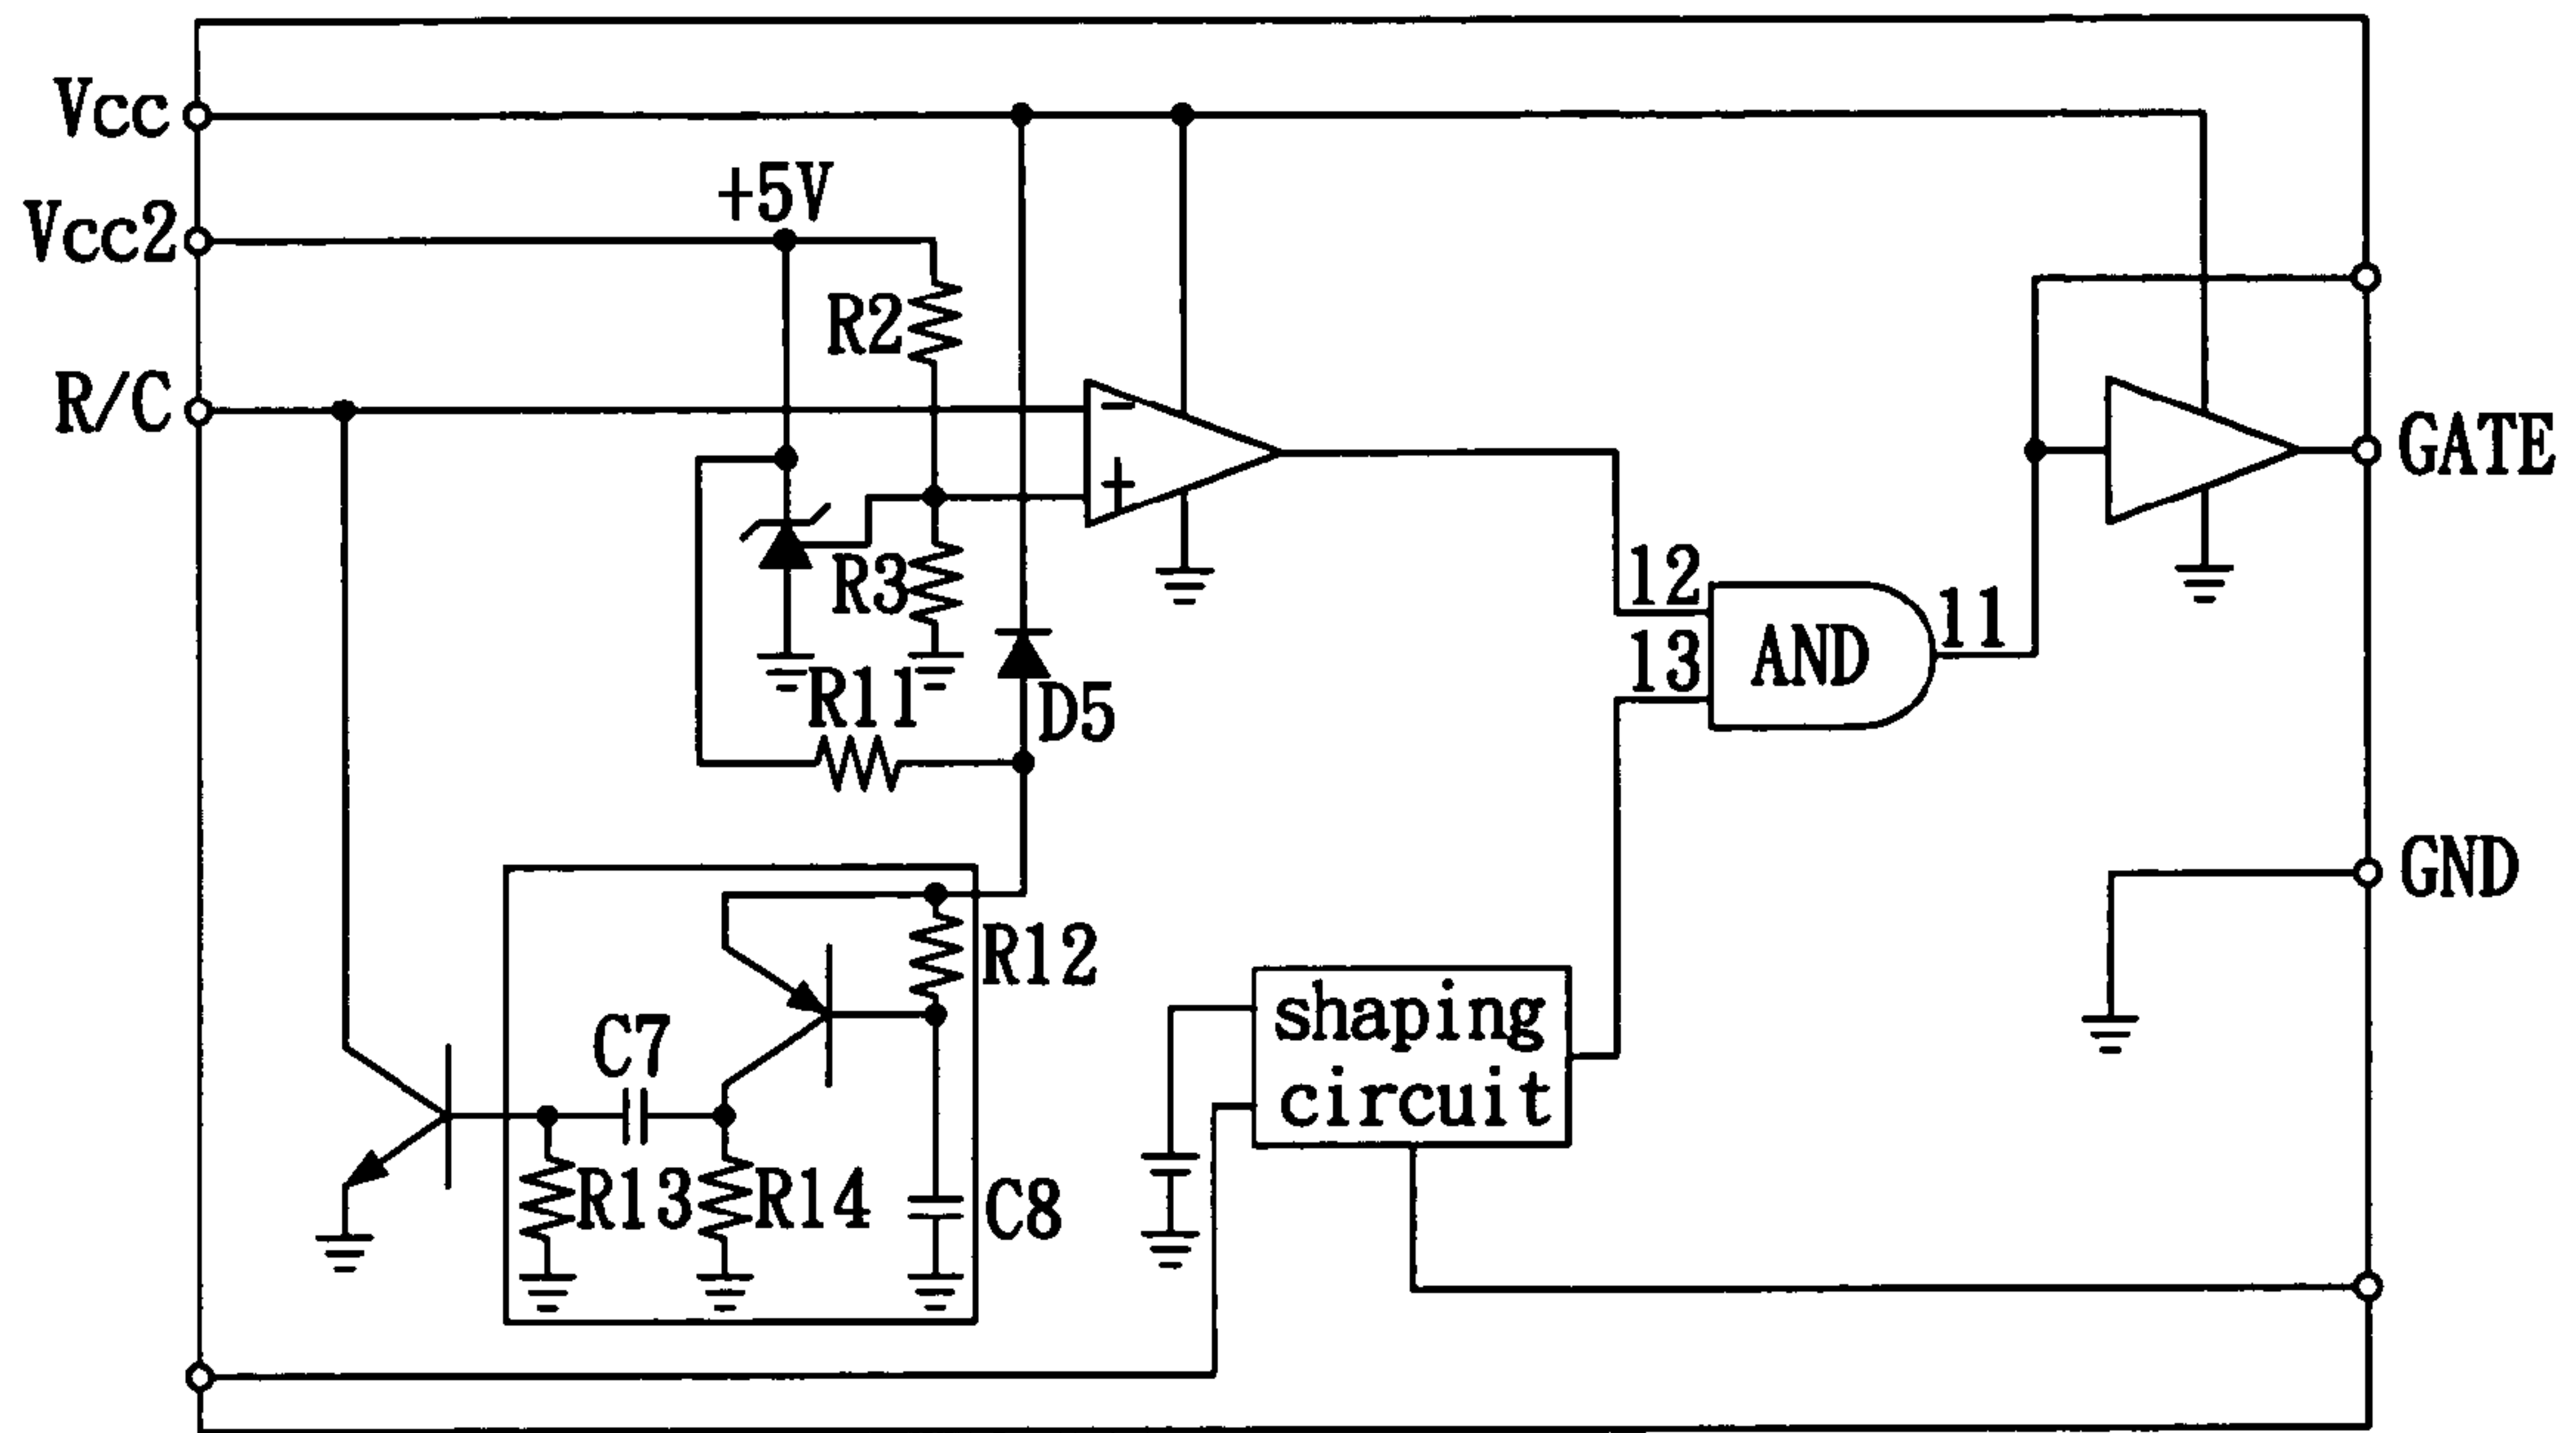 Vcc
+5V
Vcc2
R2
R/C
-
GATE
+
12
R3
11
13
AND
R11
D5
GND
R12
shaping
C7
circuit
R13
R14
C8